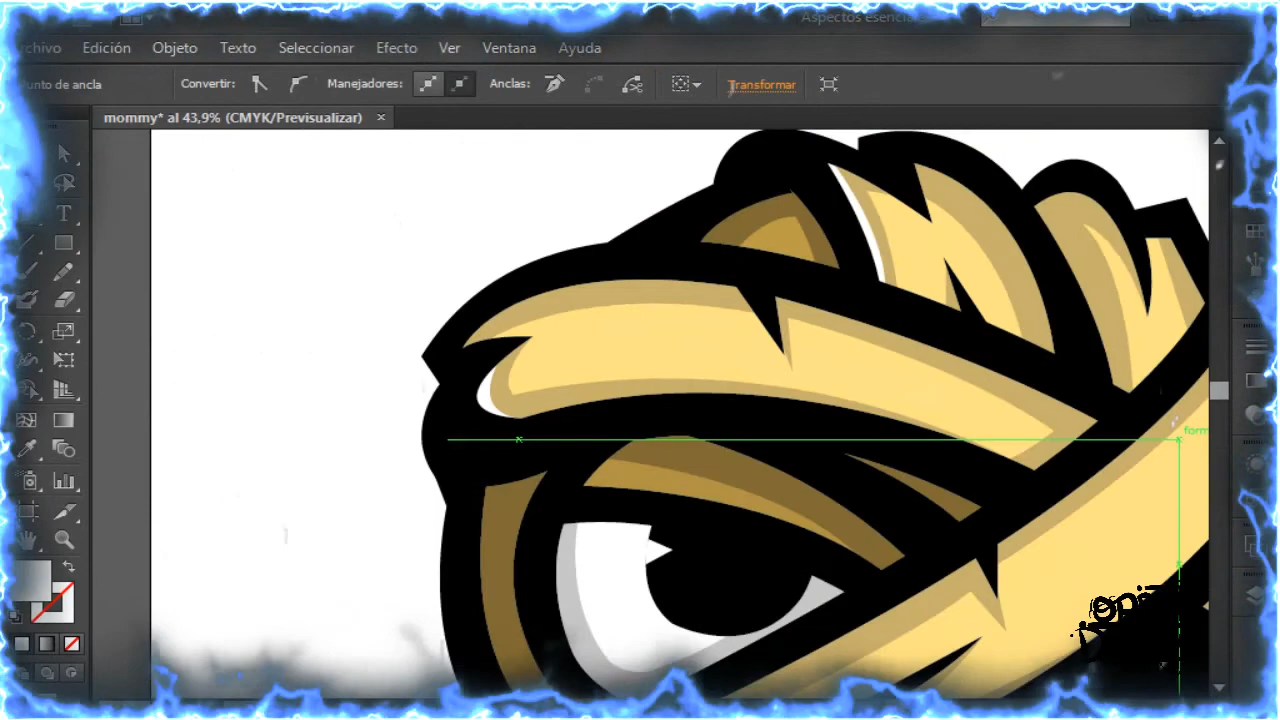 Aspectos esenciales
Archivo Edición Objeto Texto Seleccionar Efecto Ver Ventana Ayuda
Punto de ancla Convertir: Manejadores: Anclas: Transformar
mommy* al 43,9% (CMYK/Previsualizar) ×
T
form